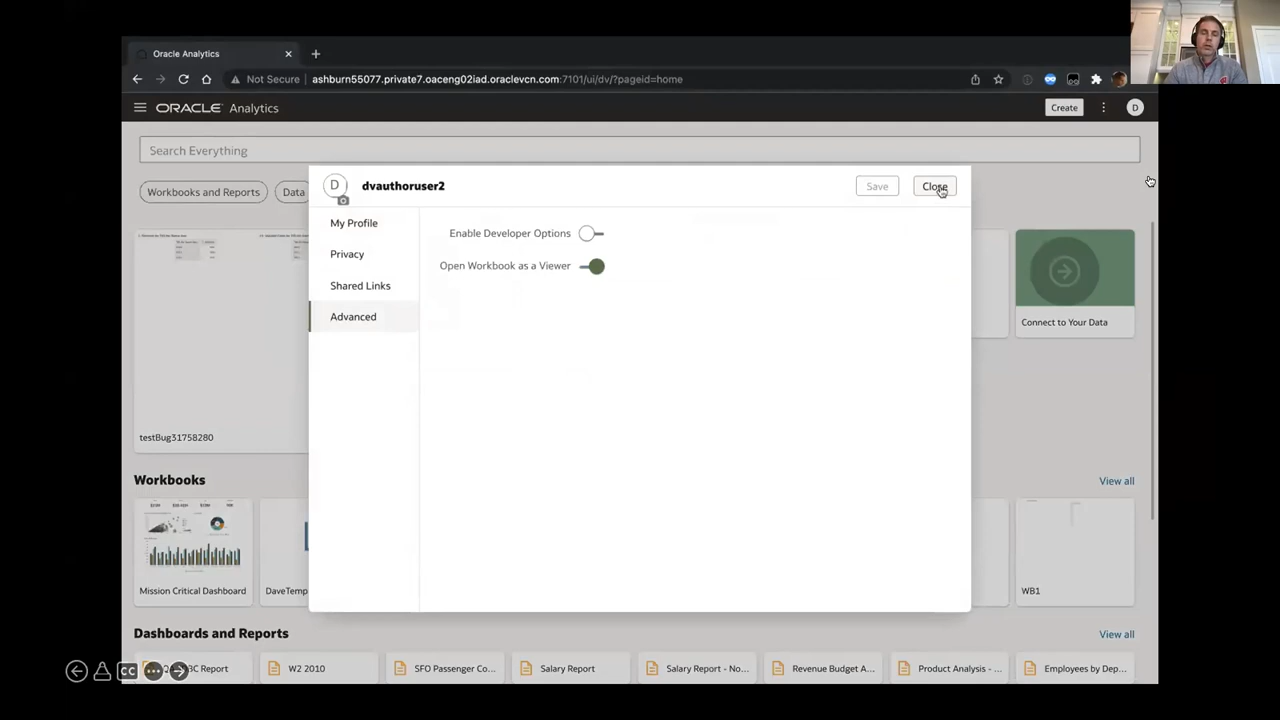 Oracle Analytics
Not Secure ashburn55077.private7.oaceng02iad.oraclevcn.com:7101/ui/dv/?pageid=home
ORACLE Analytics
Create
D
Search Everything
Workbooks and Reports
Data
D
dvauthoruser2
Save
Close
My Profile
Privacy
Shared Links
Advanced
Enable Developer Options
Open Workbook as a Viewer
Connect to Your Data
testBug31758280
Workbooks
View all
Mission Critical Dashboard
DaveTemp
WB1
Dashboards and Reports
View all
BC Report
W2 2010
SFO Passenger Co...
Salary Report
Salary Report - No...
Revenue Budget A...
Product Analysis - ...
Employees by Dep...
CC